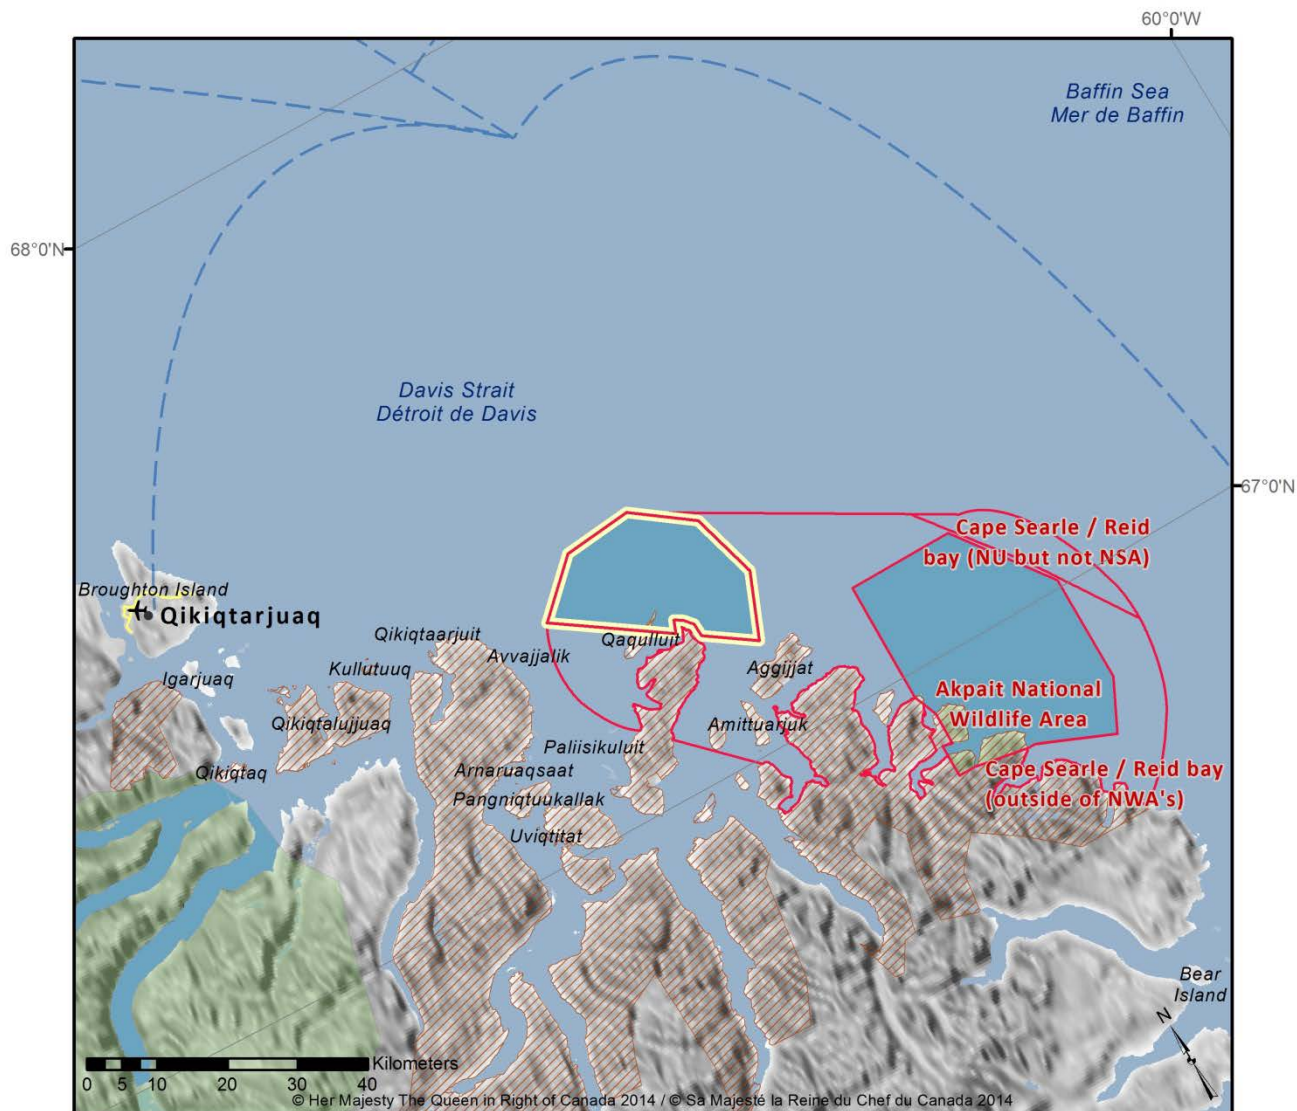 60°0'W
Baffin Sea
Mer de Baffin
68°0'N
Davis Strait
Détroit de Davis
67°0'N
Cape Searle / Reid
bay (NU but not NSA)
Broughton Island
Qikiqtarjuaq
Qikiqtaarjuit
Qaqulluit
Avvajjalik
Kullutuuq
Aggijjat
Igarjuaq
Akpait National
Wildlife Area
Qikiqtalujjuaq
Amittuarjuk
Paliisikuluit
Qikiqtaq
Arnaruaqsaat
Cape Searle / Reid bay
(outside of NWA's)
Pangniqtuukallak
Uviqtitat
Bear
Island
N
Kilometers
0 5 10 20 30 40
© Her Majesty The Queen in Right of Canada 2014 / © Sa Majesté la Reine du Chef du Canada 2014